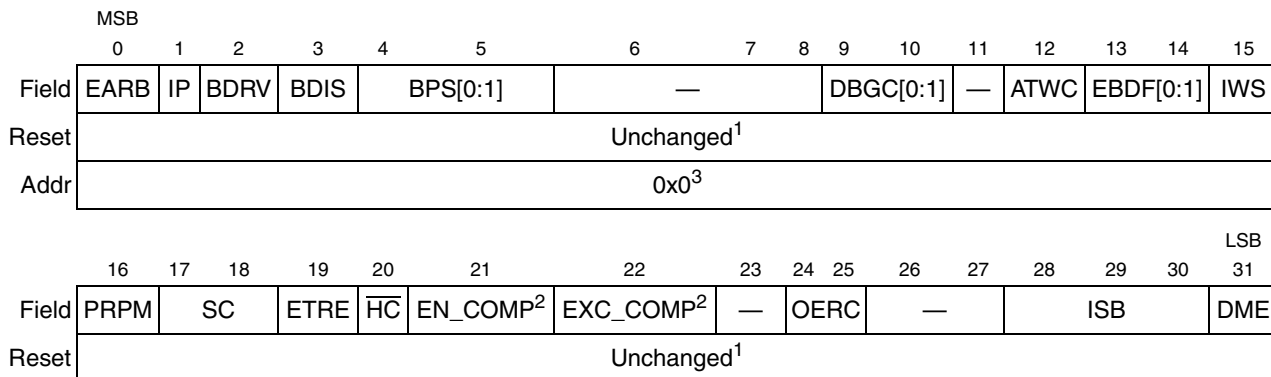 MSB
0 1 2 3 4 5 6 7 8 9 10 11 12 13 14 15
Field EARB IP BDRV BDIS BPS[0:1] — DBGC[0:1] — ATWC EBDF[0:1] IWS
Reset Unchanged¹
Addr 0x0³
LSB
16 17 18 19 20 21 22 23 24 25 26 27 28 29 30 31
Field PRPM SC ETRE HC EN_COMP² EXC_COMP² — OERC — ISB DME
Reset Unchanged¹